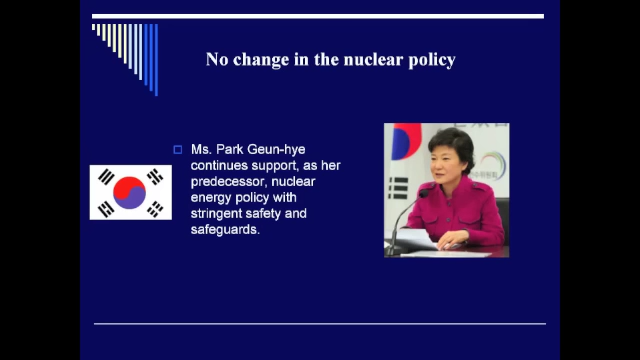 No change in the nuclear policy
Ms. Park Geun-hye
continues support, as her
predecessor, nuclear
energy policy with
stringent safety and
safeguards.